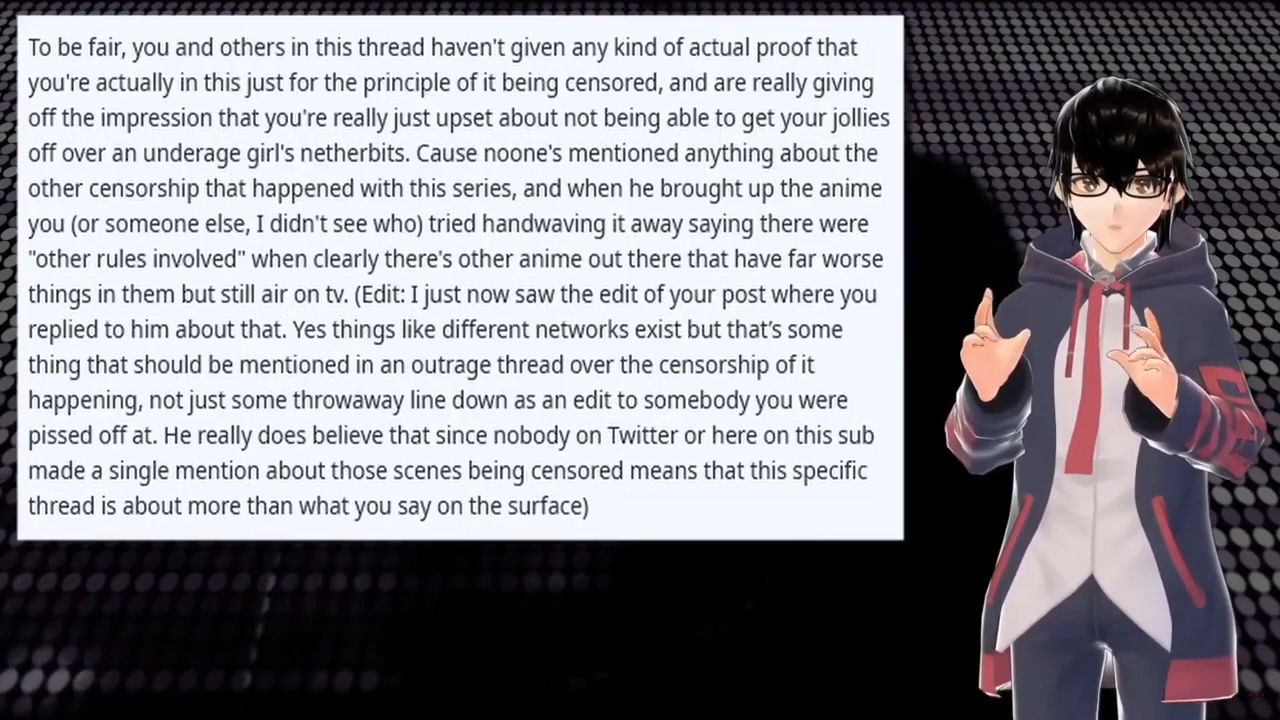 To be fair, you and others in this thread haven't given any kind of actual proof that
you're actually in this just for the principle of it being censored, and are really giving
off the impression that you're really just upset about not being able to get your jollies
off over an underage girl's netherbits. Cause noone's mentioned anything about the
other censorship that happened with this series, and when he brought up the anime
you (or someone else, I didn't see who) tried handwaving it away saying there were
"other rules involved" when clearly there's other anime out there that have far worse
things in them but still air on tv. (Edit: I just now saw the edit of your post where you
replied to him about that. Yes things like different networks exist but that's some
thing that should be mentioned in an outrage thread over the censorship of it
happening, not just some throwaway line down as an edit to somebody you were
pissed off at. He really does believe that since nobody on Twitter or here on this sub
made a single mention about those scenes being censored means that this specific
thread is about more than what you say on the surface)